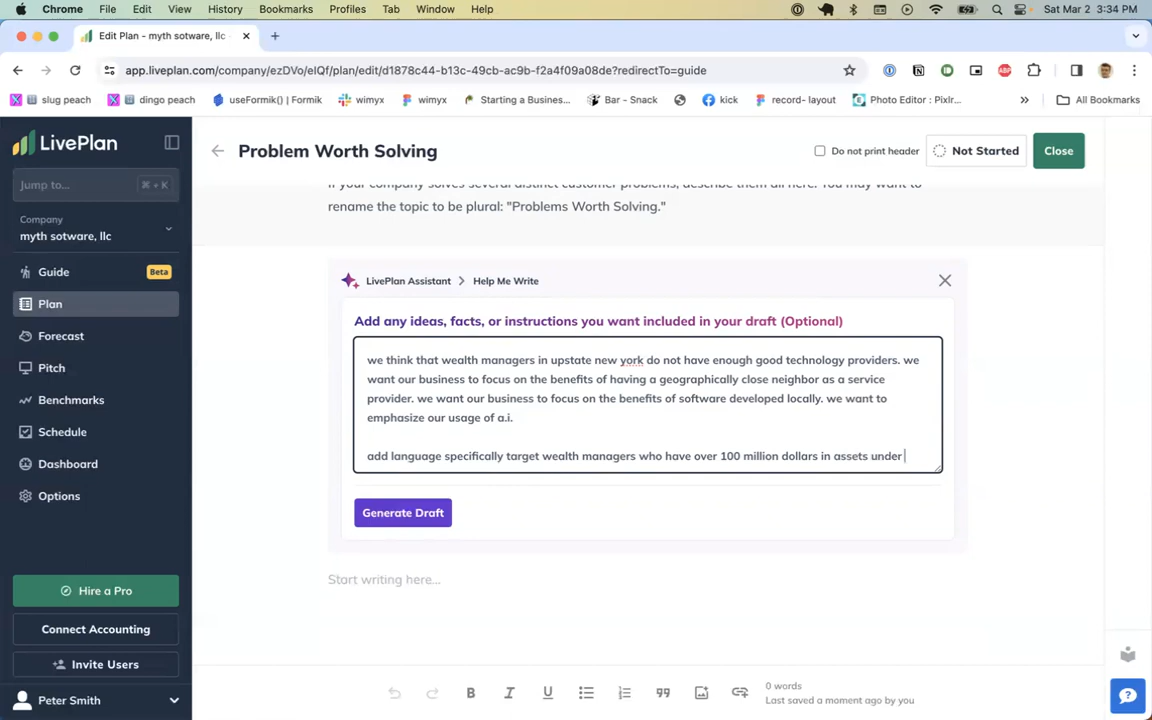 Chrome File Edit View History Bookmarks Profiles Tab Window Help Sat Mar 2 3:34 PM
Edit Plan - myth sotware, llc
app.liveplan.com/company/ezDVo/elQf/plan/edit/d1878c44-b13c-49cb-ac9b-f2a4f09a08de?redirectTo=guide
slug peach dingo peach useFormik() | Formik wimyx wimyx Starting a Busines... Bar - Snack kick record- layout Photo Editor : Pixlr... » All Bookmarks
LivePlan
Jump to... ⌘ + K
Company
myth sotware, llc
Guide Beta
Plan
Forecast
Pitch
Benchmarks
Schedule
Dashboard
Options
Hire a Pro
Connect Accounting
Invite Users
Peter Smith
Problem Worth Solving
Do not print header
Not Started
Close
If your company solves several distinct customer problems, describe them all here. You may want to
rename the topic to be plural: "Problems Worth Solving."
LivePlan Assistant > Help Me Write
Add any ideas, facts, or instructions you want included in your draft (Optional)
we think that wealth managers in upstate new york do not have enough good technology providers. we
want our business to focus on the benefits of having a geographically close neighbor as a service
provider. we want our business to focus on the benefits of software developed locally. we want to
emphasize our usage of a.i.
add language specifically target wealth managers who have over 100 million dollars in assets under
Generate Draft
Start writing here...
B I U
0 words
Last saved a moment ago by you